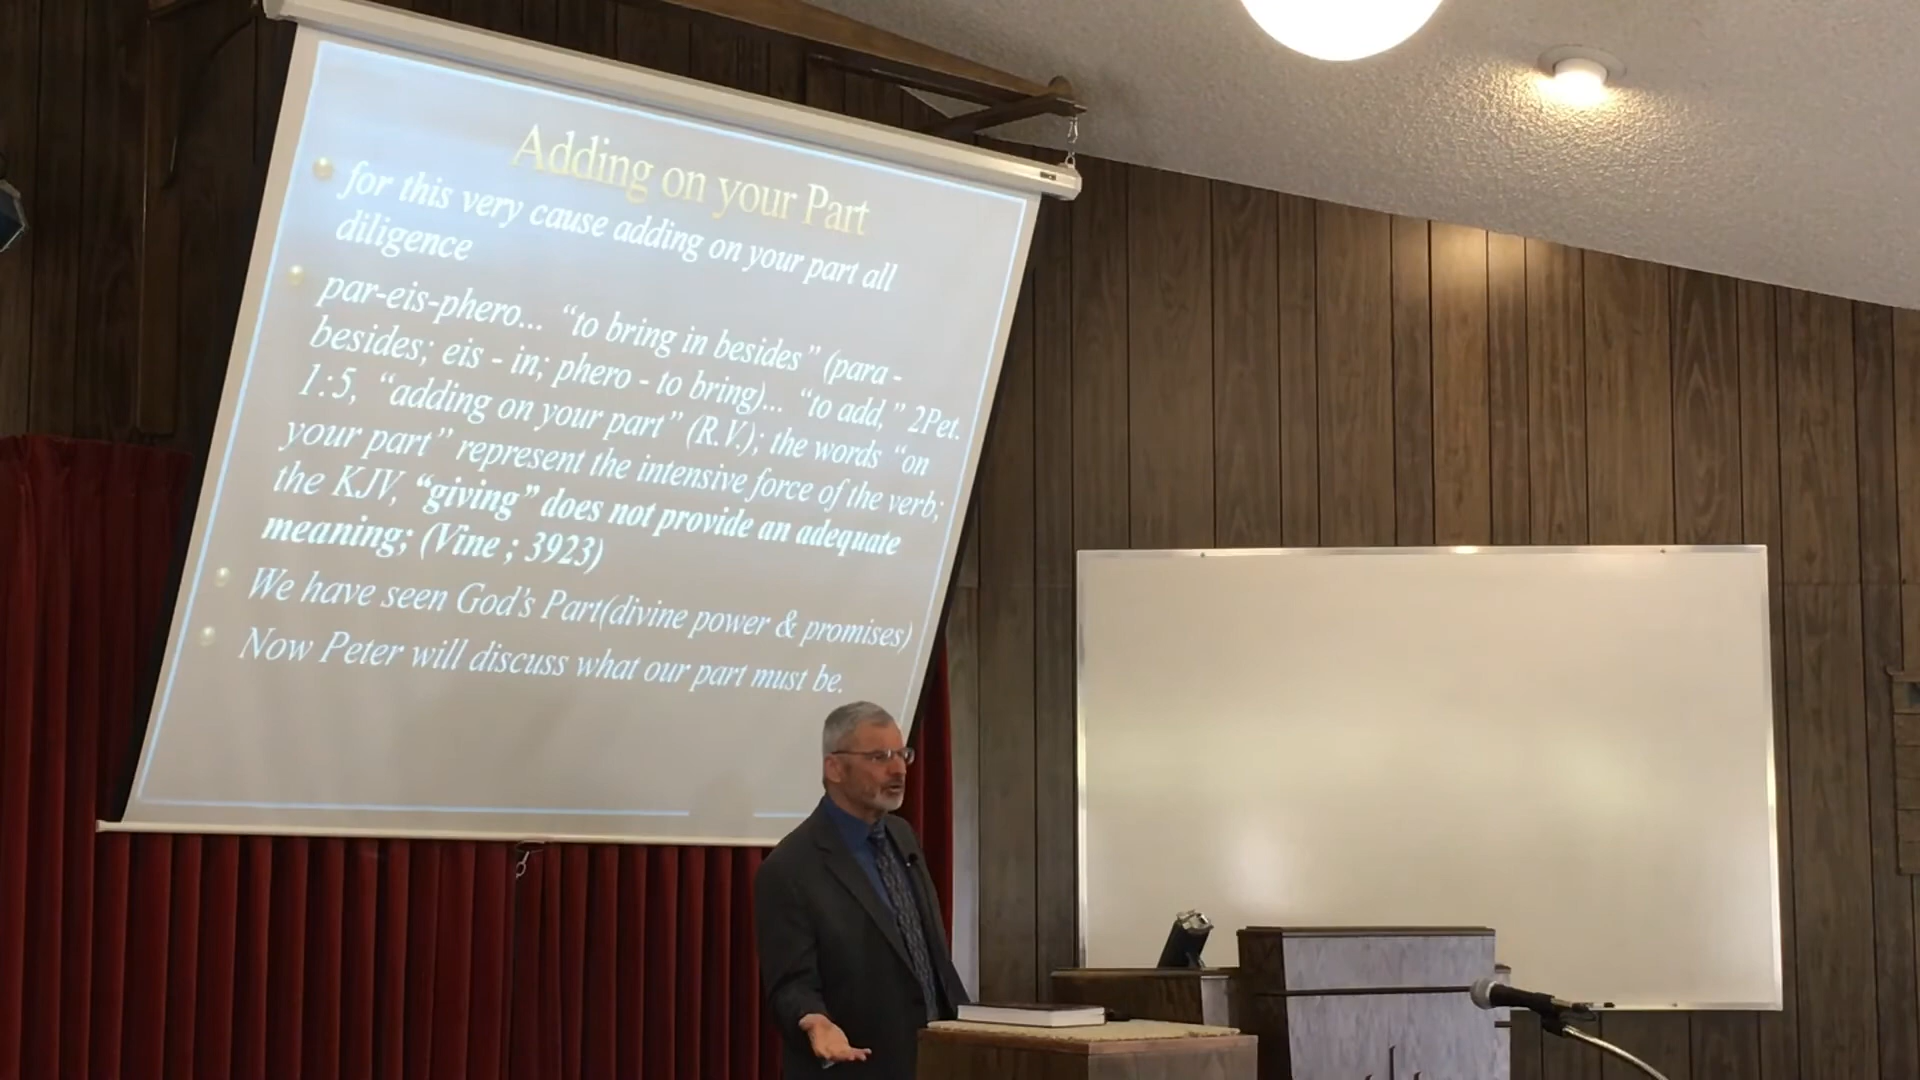 Adding on your Part
for this very cause adding on your part all
diligence
par-eis-phero... “to bring in besides” (para -
besides; eis - in; phero - to bring)... “to add,” 2Pet.
1:5, “adding on your part” (R.V.); the words “on
your part” represent the intensive force of the verb;
the KJV, “giving” does not provide an adequate
meaning; (Vine ; 3923)
We have seen God’s Part(divine power & promises)
Now Peter will discuss what our part must be.